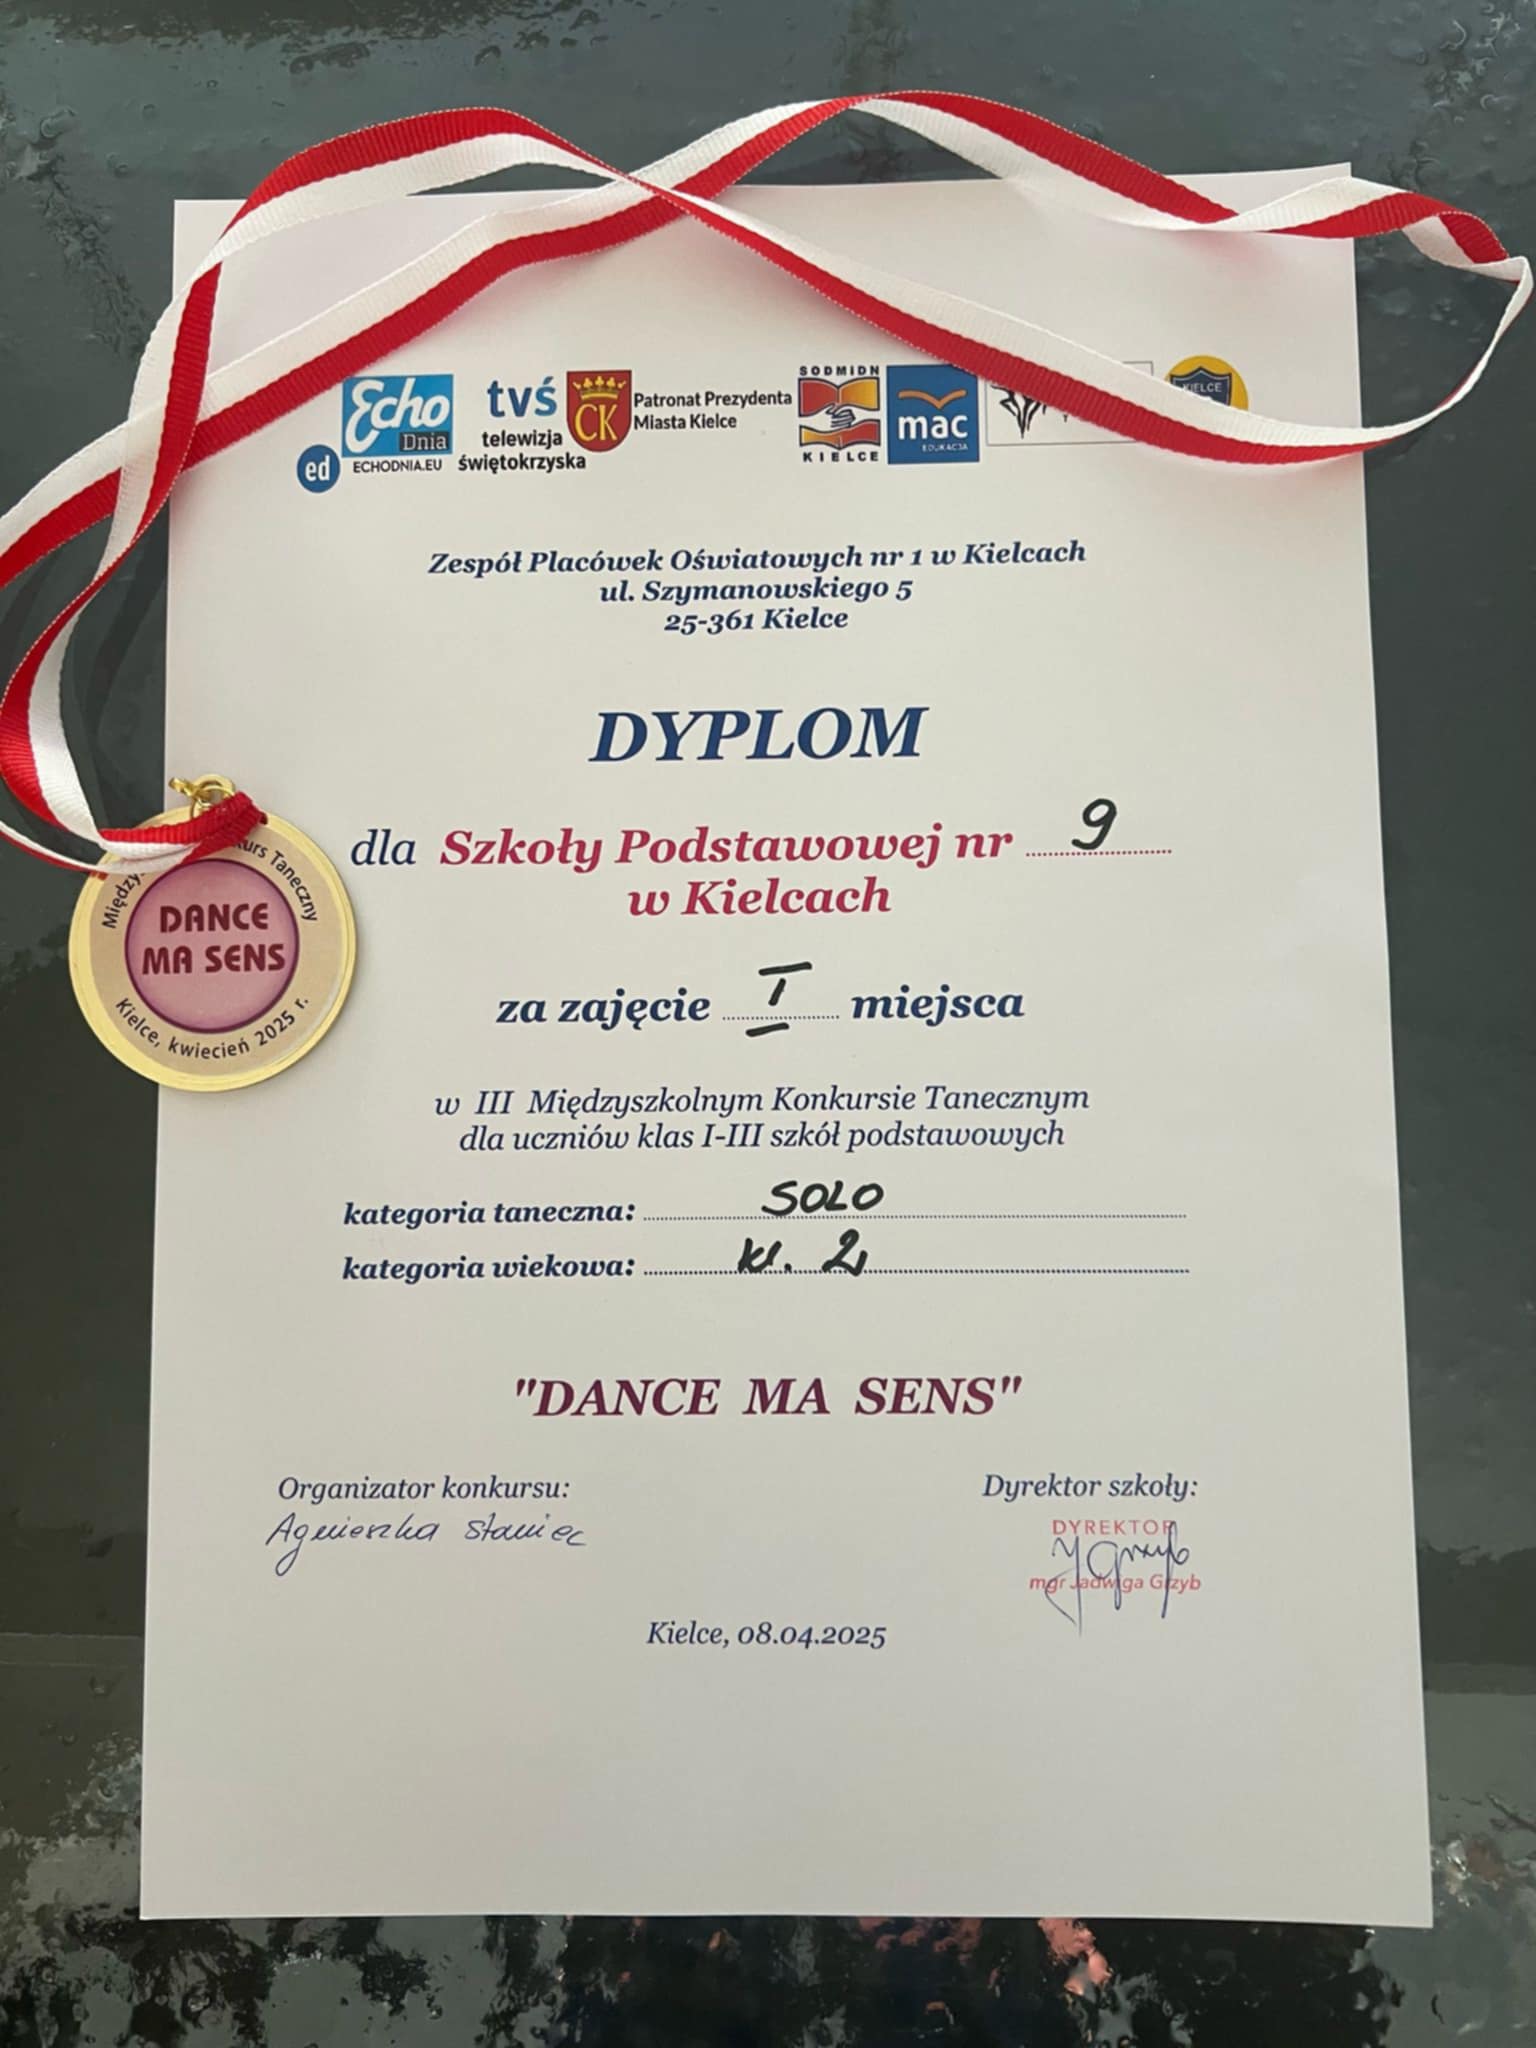 Echo
Dnia
ed
ECHODNIA.EU
tvś
telewizja
świętokrzyska
CK
Patronat Prezydenta
Miasta Kielce
SODMIDN
KIELCE
mac
EDUKACJA
KIELCE
Zespół Placówek Oświatowych nr 1 w Kielcach
ul. Szymanowskiego 5
25-361 Kielce
DYPLOM
dla Szkoły Podstawowej nr 9
w Kielcach
za zajęcie I miejsca
w III Międzyszkolnym Konkursie Tanecznym
dla uczniów klas I-III szkół podstawowych
kategoria taneczna: SOLO
kategoria wiekowa: kl. 2
"DANCE MA SENS"
Organizator konkursu:
Agnieszka Staniec
Dyrektor szkoły:
DYREKTOR
JGrzyb
mgr Jadwiga Grzyb
Kielce, 08.04.2025
Taneczny
DANCE
MA SENS
Kielce, kwiecień 2025 r.